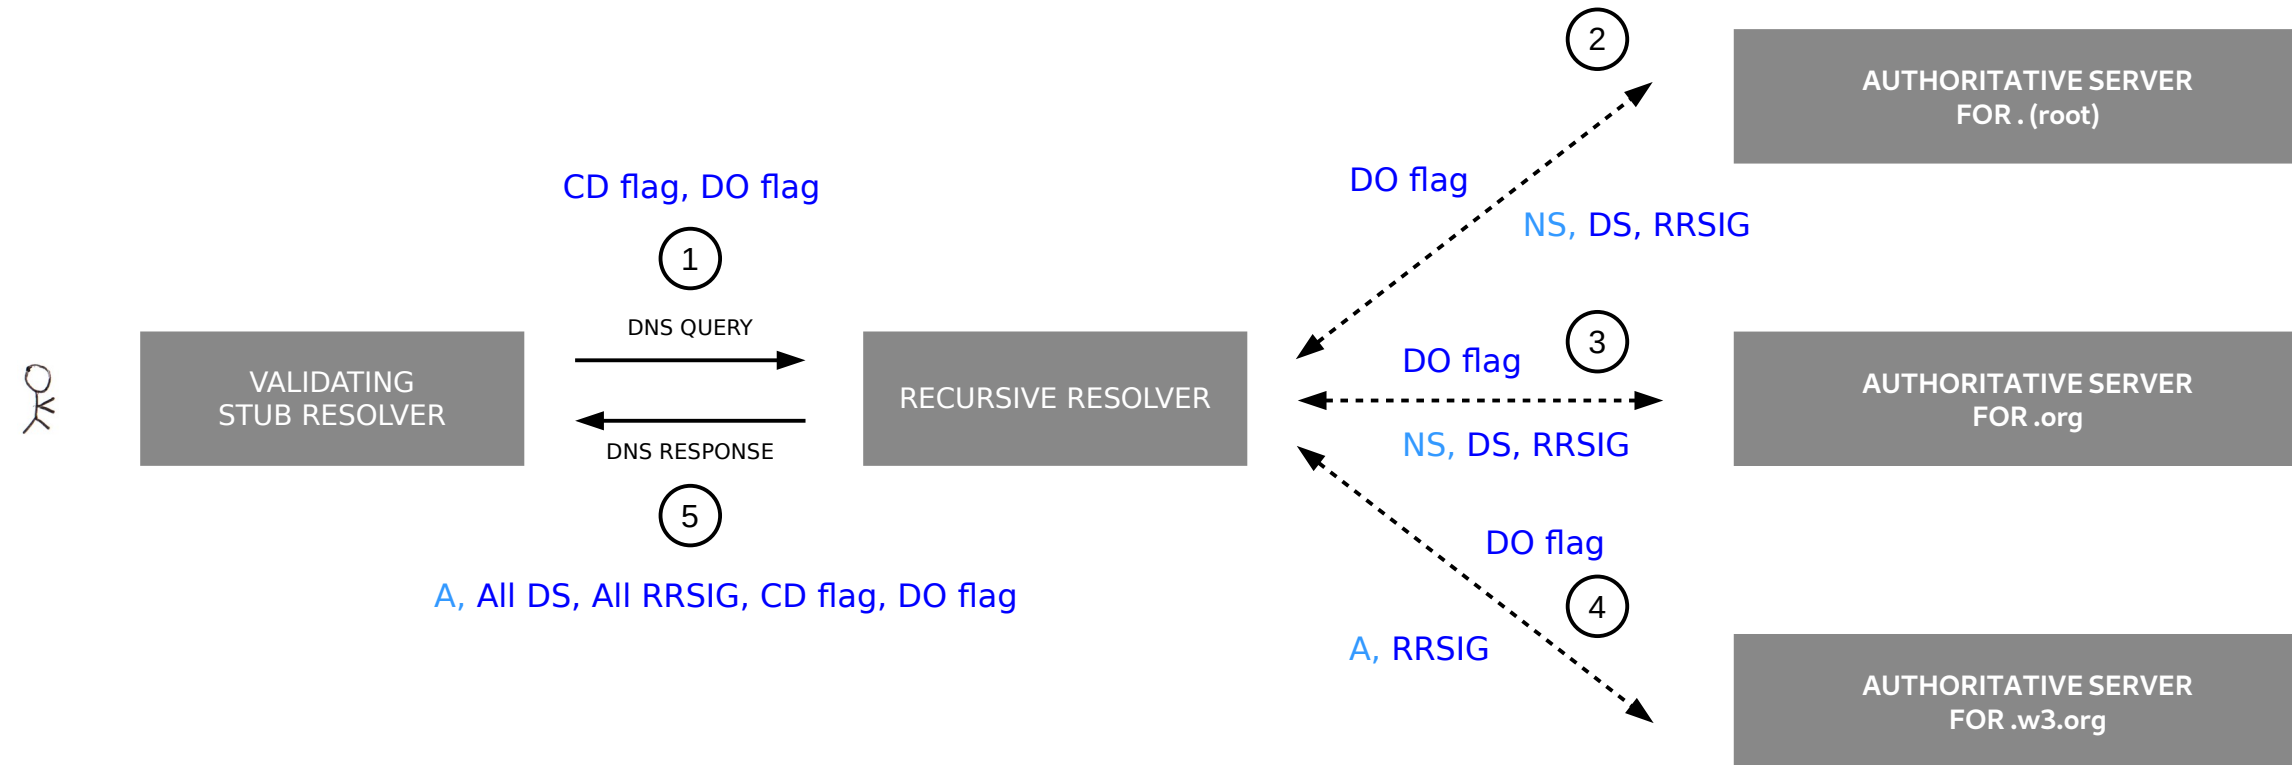 2
AUTHORITATIVE SERVER
FOR . (root)
CD flag, DO flag
DO flag
NS, DS, RRSIG
1
DNS QUERY
3
DO flag
VALIDATING
STUB RESOLVER
RECURSIVE RESOLVER
AUTHORITATIVE SERVER
FOR .org
NS, DS, RRSIG
DNS RESPONSE
5
DO flag
A, All DS, All RRSIG, CD flag, DO flag
4
A, RRSIG
AUTHORITATIVE SERVER
FOR .w3.org